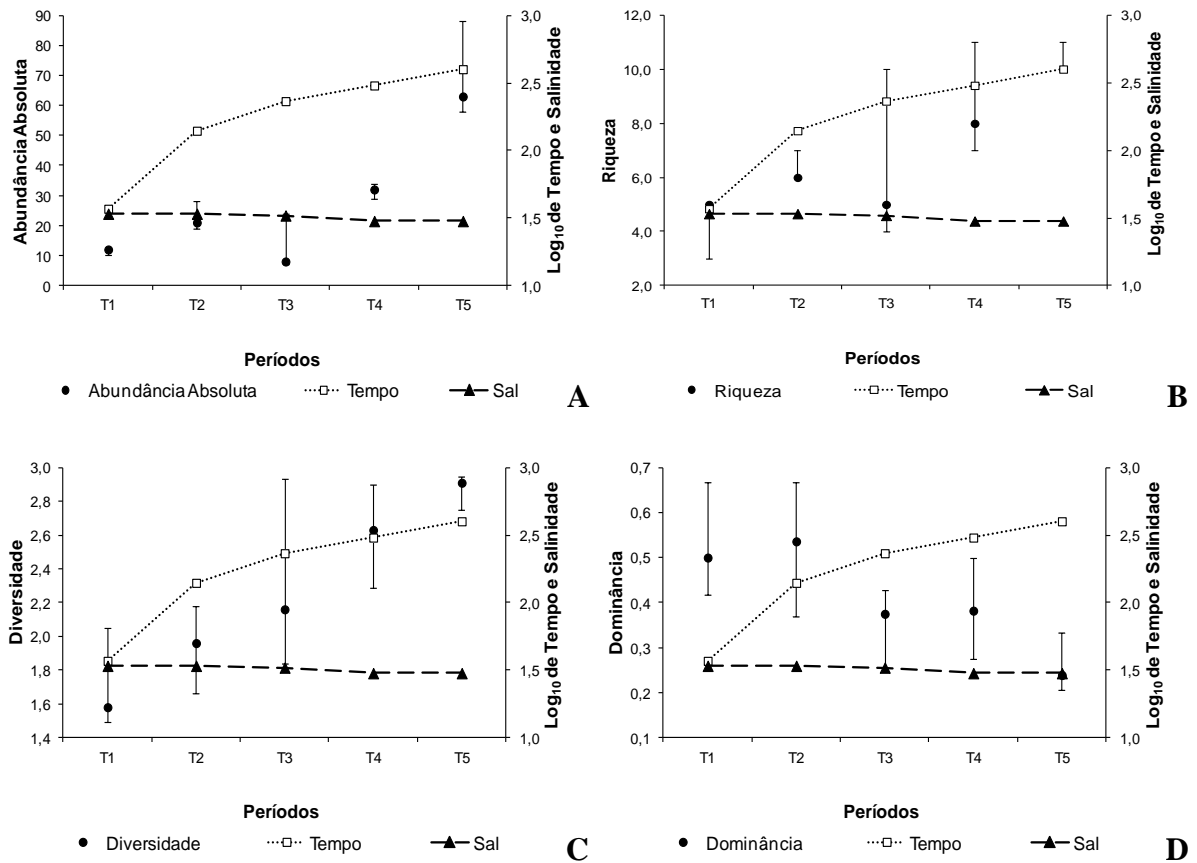 Abundância Absoluta
90
80
70
60
50
40
30
20
10
0
3,0
2,5
2,0
1,5
1,0
Log₁₀ de Tempo e Salinidade
T1 T2 T3 T4 T5
Períodos
Abundância Absoluta Tempo Sal
A
Riqueza
12,0
10,0
8,0
6,0
4,0
2,0
3,0
2,5
2,0
1,5
1,0
Log₁₀ de Tempo e Salinidade
T1 T2 T3 T4 T5
Períodos
Riqueza Tempo Sal
B
Diversidade
3,0
2,8
2,6
2,4
2,2
2,0
1,8
1,6
1,4
3,0
2,5
2,0
1,5
1,0
Log₁₀ de Tempo e Salinidade
T1 T2 T3 T4 T5
Períodos
Diversidade Tempo Sal
C
Dominância
0,7
0,6
0,5
0,4
0,3
0,2
0,1
3,0
2,5
2,0
1,5
1,0
Log₁₀ de Tempo e Salinidade
T1 T2 T3 T4 T5
Períodos
Dominância Tempo Sal
D